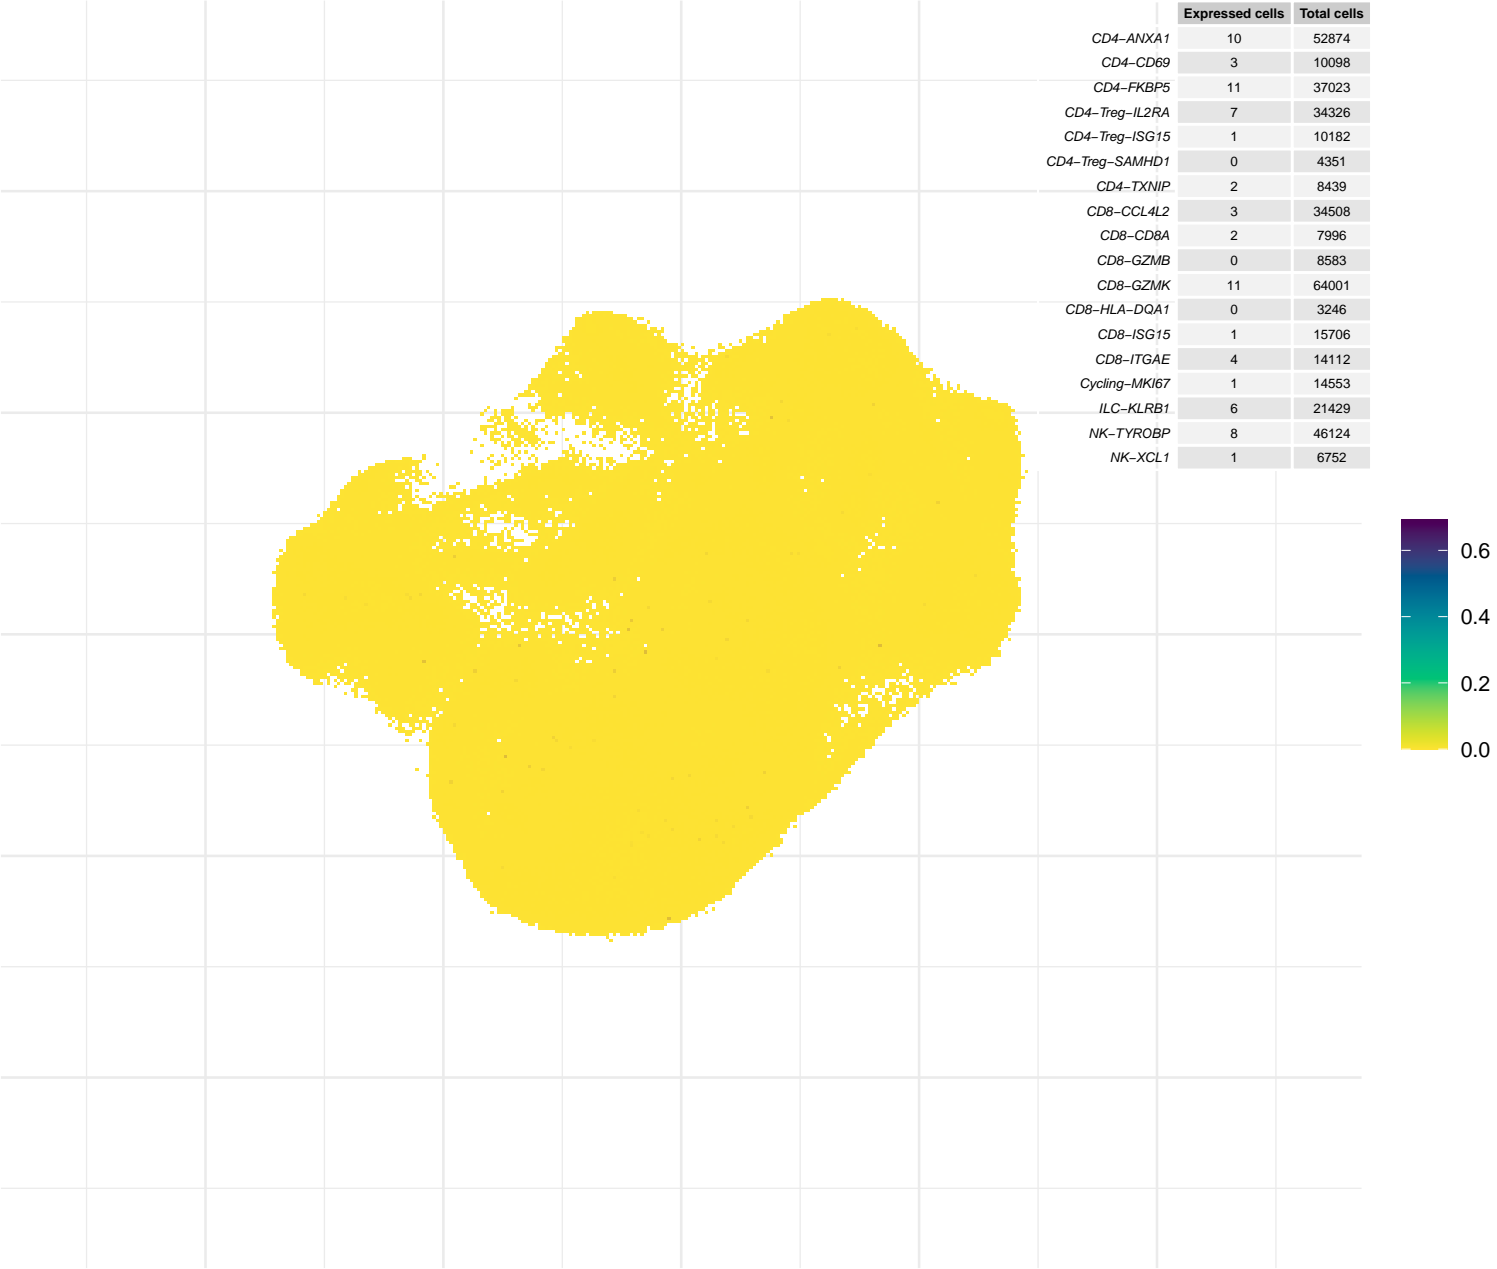 Expressed cells Total cells
CD4−ANXA1 10 52874
CD4−CD69 3 10098
CD4−FKBP5 11 37023
CD4−Treg−IL2RA 7 34326
CD4−Treg−ISG15 1 10182
CD4−Treg−SAMHD1 0 4351
CD4−TXNIP 2 8439
CD8−CCL4L2 3 34508
CD8−CD8A 2 7996
CD8−GZMB 0 8583
CD8−GZMK 11 64001
CD8−HLA−DQA1 0 3246
CD8−ISG15 1 15706
CD8−ITGAE 4 14112
Cycling−MKI67 1 14553
ILC−KLRB1 6 21429
NK−TYROBP 8 46124
NK−XCL1 1 6752
0.6
0.4
0.2
0.0